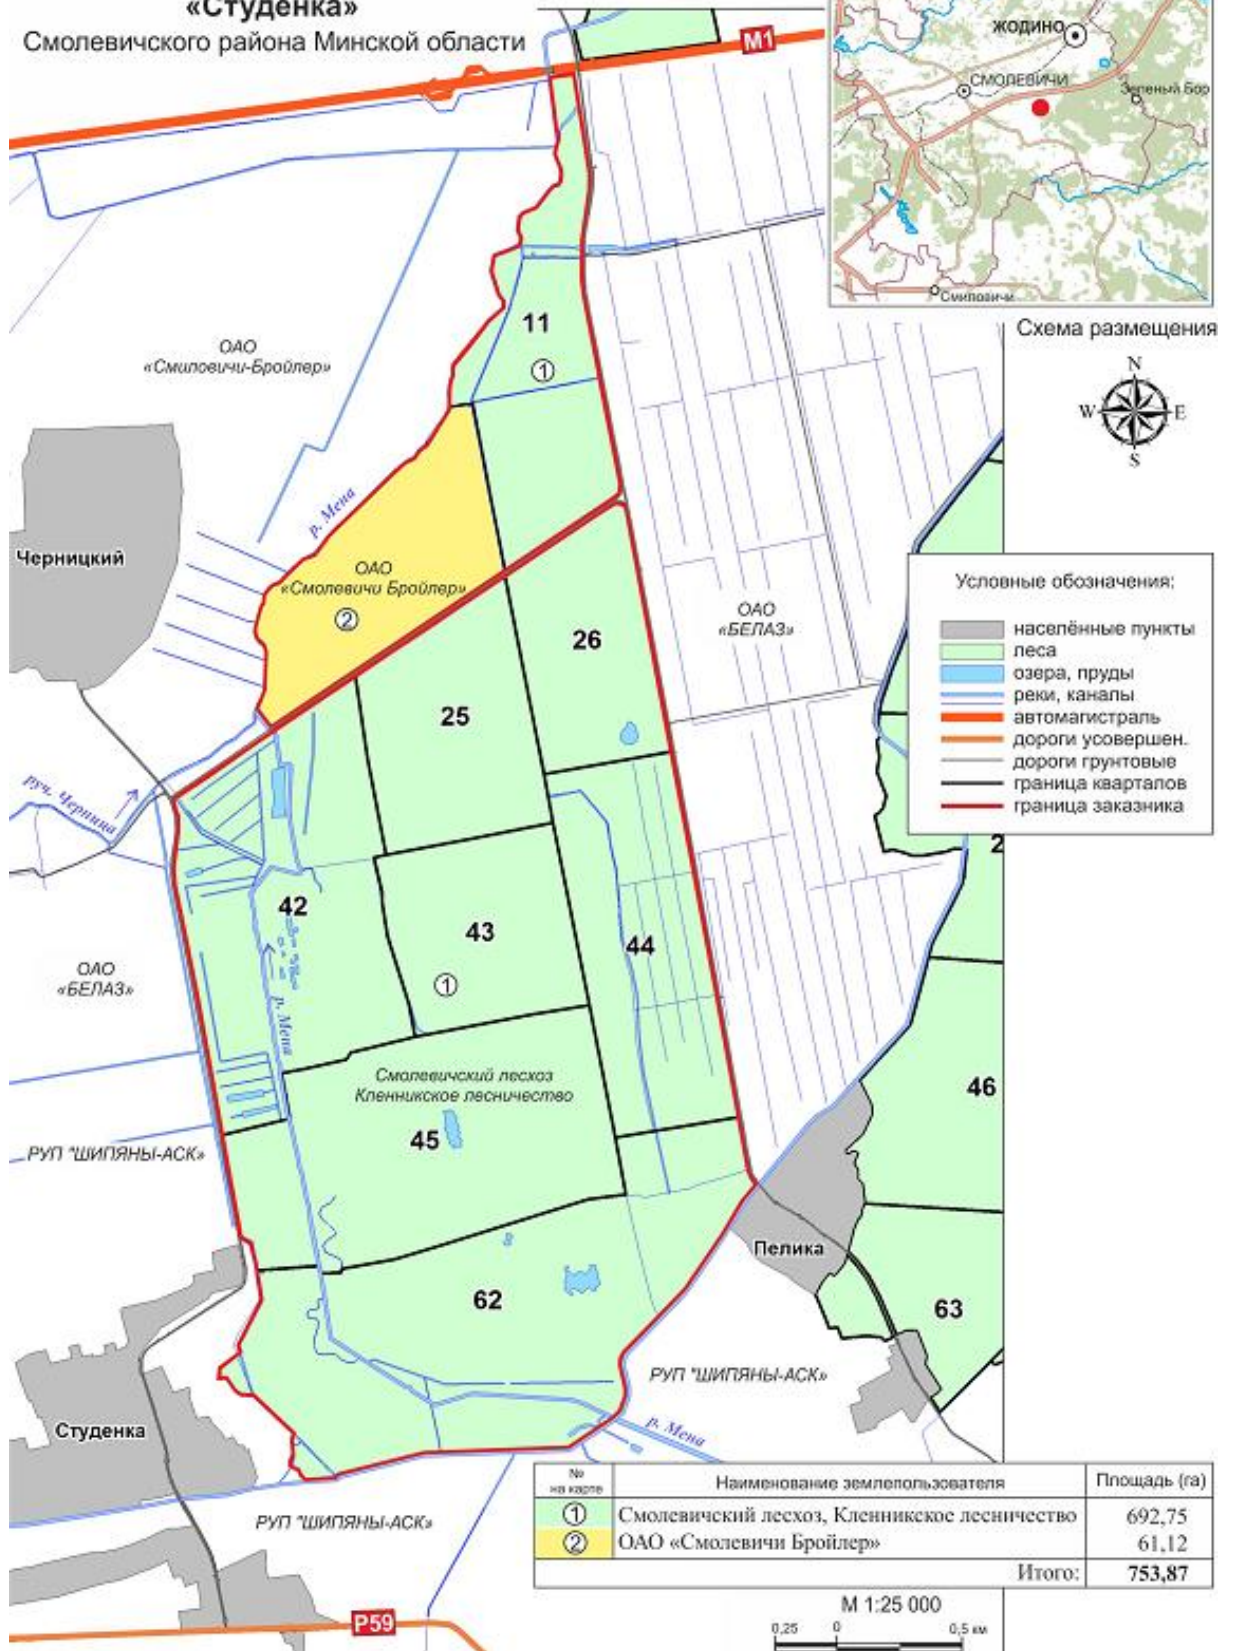 «Студенка»
Смолевичского района Минской области
М1
ЖОДИНО
СМОЛЕВИЧИ
Зеленый Бор
Смиловичи
Схема размещения
N
W
E
S
11
ОАО
«Смиловичи-Бройлер»
1
р. Мена
Черницкий
ОАО
«Смолевичи Бройлер»
2
26
ОАО
«БЕЛАЗ»
Условные обозначения:
населённые пункты
леса
озера, пруды
реки, каналы
автомагистраль
дороги усовершен.
дороги грунтовые
граница кварталов
граница заказника
25
руч. Чернина
2
42
43
44
1
ОАО
«БЕЛАЗ»
р. Мена
Смолевичский лесхоз
Кленникское лесничество
46
45
РУП "ШИПЯНЫ-АСК»
Пелика
62
63
РУП "ШИПЯНЫ-АСК»
Студенка
р. Мена
РУП "ШИПЯНЫ-АСК»
№ на карте Наименование землепользователя Площадь (га)
1 Смолевичский лесхоз, Кленникское лесничество 692,75
2 ОАО «Смолевичи Бройлер» 61,12
Итого: 753,87
М 1:25 000
0,25 0 0,5 км
Р59